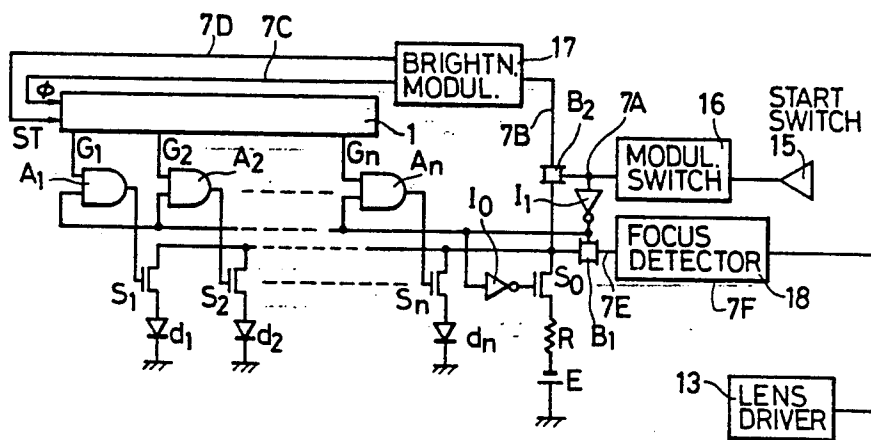 7D
7C
17
BRIGHTN.
MODUL.
φ
ST
1
7B
B2
7A
16
MODUL.
SWITCH
START
SWITCH
15
G1
G2
Gn
A1
A2
An
I0
I1
FOCUS
DETECTOR
18
S1
S2
Sn
S0
7E
7F
B1
d1
d2
dn
R
E
13
LENS
DRIVER